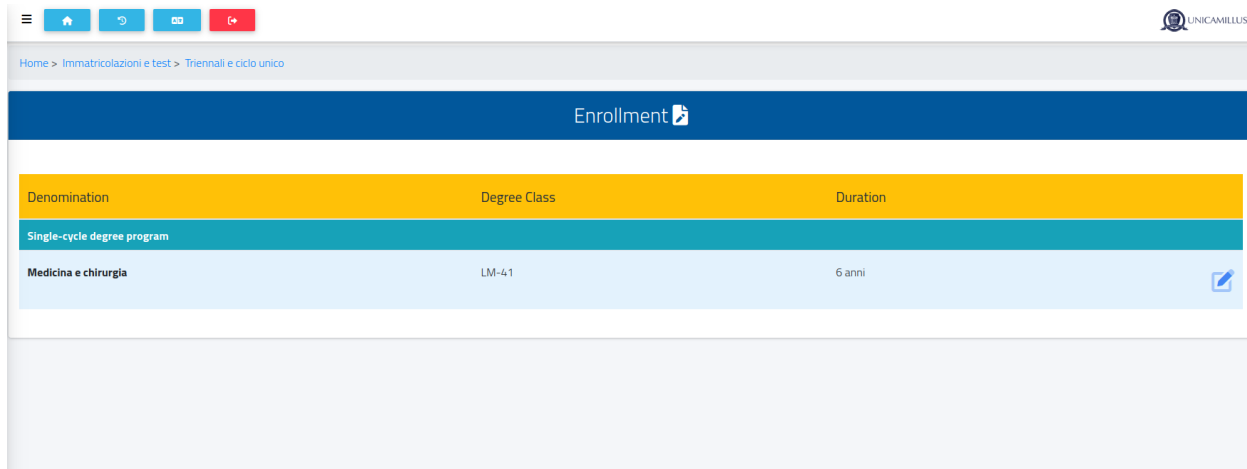 UNICAMILLUS
Home > Immatricolazioni e test > Triennali e ciclo unico
Enrollment
Denomination Degree Class Duration
Single-cycle degree program
Medicina e chirurgia LM-41 6 anni